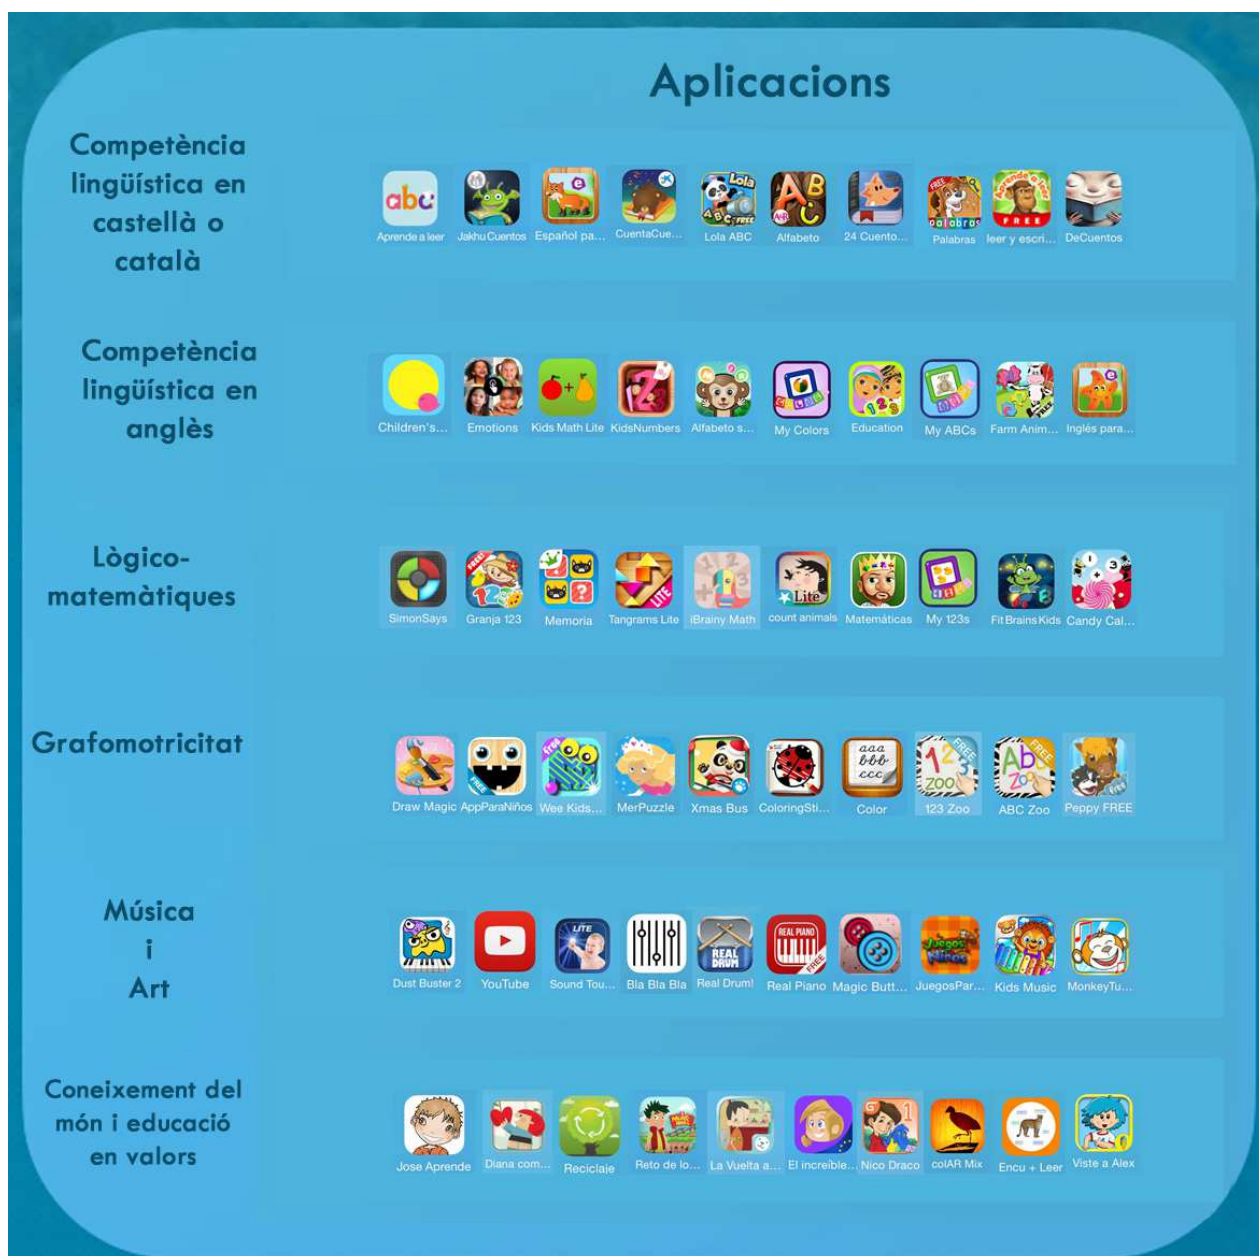 Aplicacions
Competència
lingüística en
castellà o
català
Aprende a leer Jakhu Cuentos Español pa... CuentaCue... Lola ABC Alfabeto 24 Cuento... Palabras leer y escri... DeCuentos
Competència
lingüística en
anglès
Children's... Emotions Kids Math Lite KidsNumbers Alfabeto s... My Colors Education My ABCs Farm Anim... Inglés para...
Lògico-
matemàtiques
SimonSays Granja 123 Memoria Tangrams Lite iBrainy Math count animals Matemáticas My 123s Fit Brains Kids Candy Cal...
Grafomotricitat
Draw Magic AppParaNiños Wee Kids... MerPuzzle Xmas Bus ColoringSti... Color 123 Zoo ABC Zoo Peppy FREE
Música
i
Art
Dust Buster 2 YouTube Sound Tou... Bla Bla Bla Real Drum! Real Piano Magic Butt... JuegosPar... Kids Music MonkeyTu...
Coneixement del
món i educació
en valors
Jose Aprende Diana com... Reciclaje Reto de lo... La Vuelta a... El increíble... Nico Draco colAR Mix Encu + Leer Viste a Alex